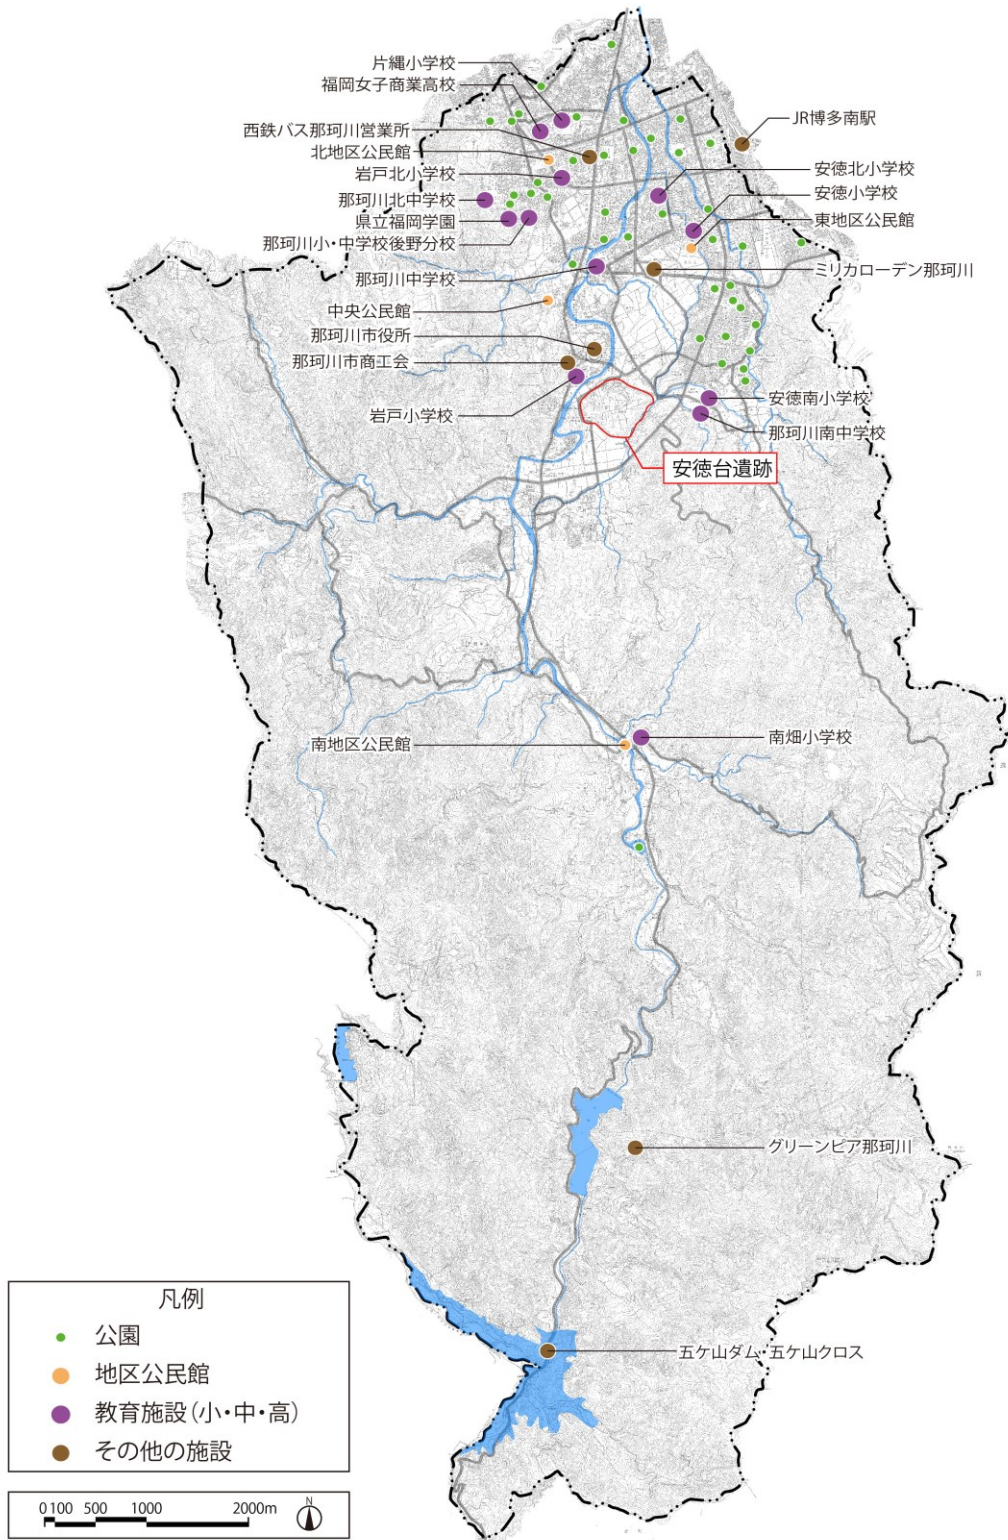 片縄小学校
福岡女子商業高校
西鉄バス那珂川営業所
北地区公民館
岩戸北小学校
那珂川北中学校
県立福岡学園
那珂川小・中学校後野分校
那珂川中学校
中央公民館
那珂川市役所
那珂川市商工会
岩戸小学校
JR博多南駅
安徳北小学校
安徳小学校
東地区公民館
ミリカローデン那珂川
安徳南小学校
那珂川南中学校
安徳台遺跡
南地区公民館
南畑小学校
グリーンピア那珂川
五ケ山ダム・五ケ山クロス
凡例
公園
地区公民館
教育施設(小・中・高)
その他の施設
0 100 500 1000 2000m
N